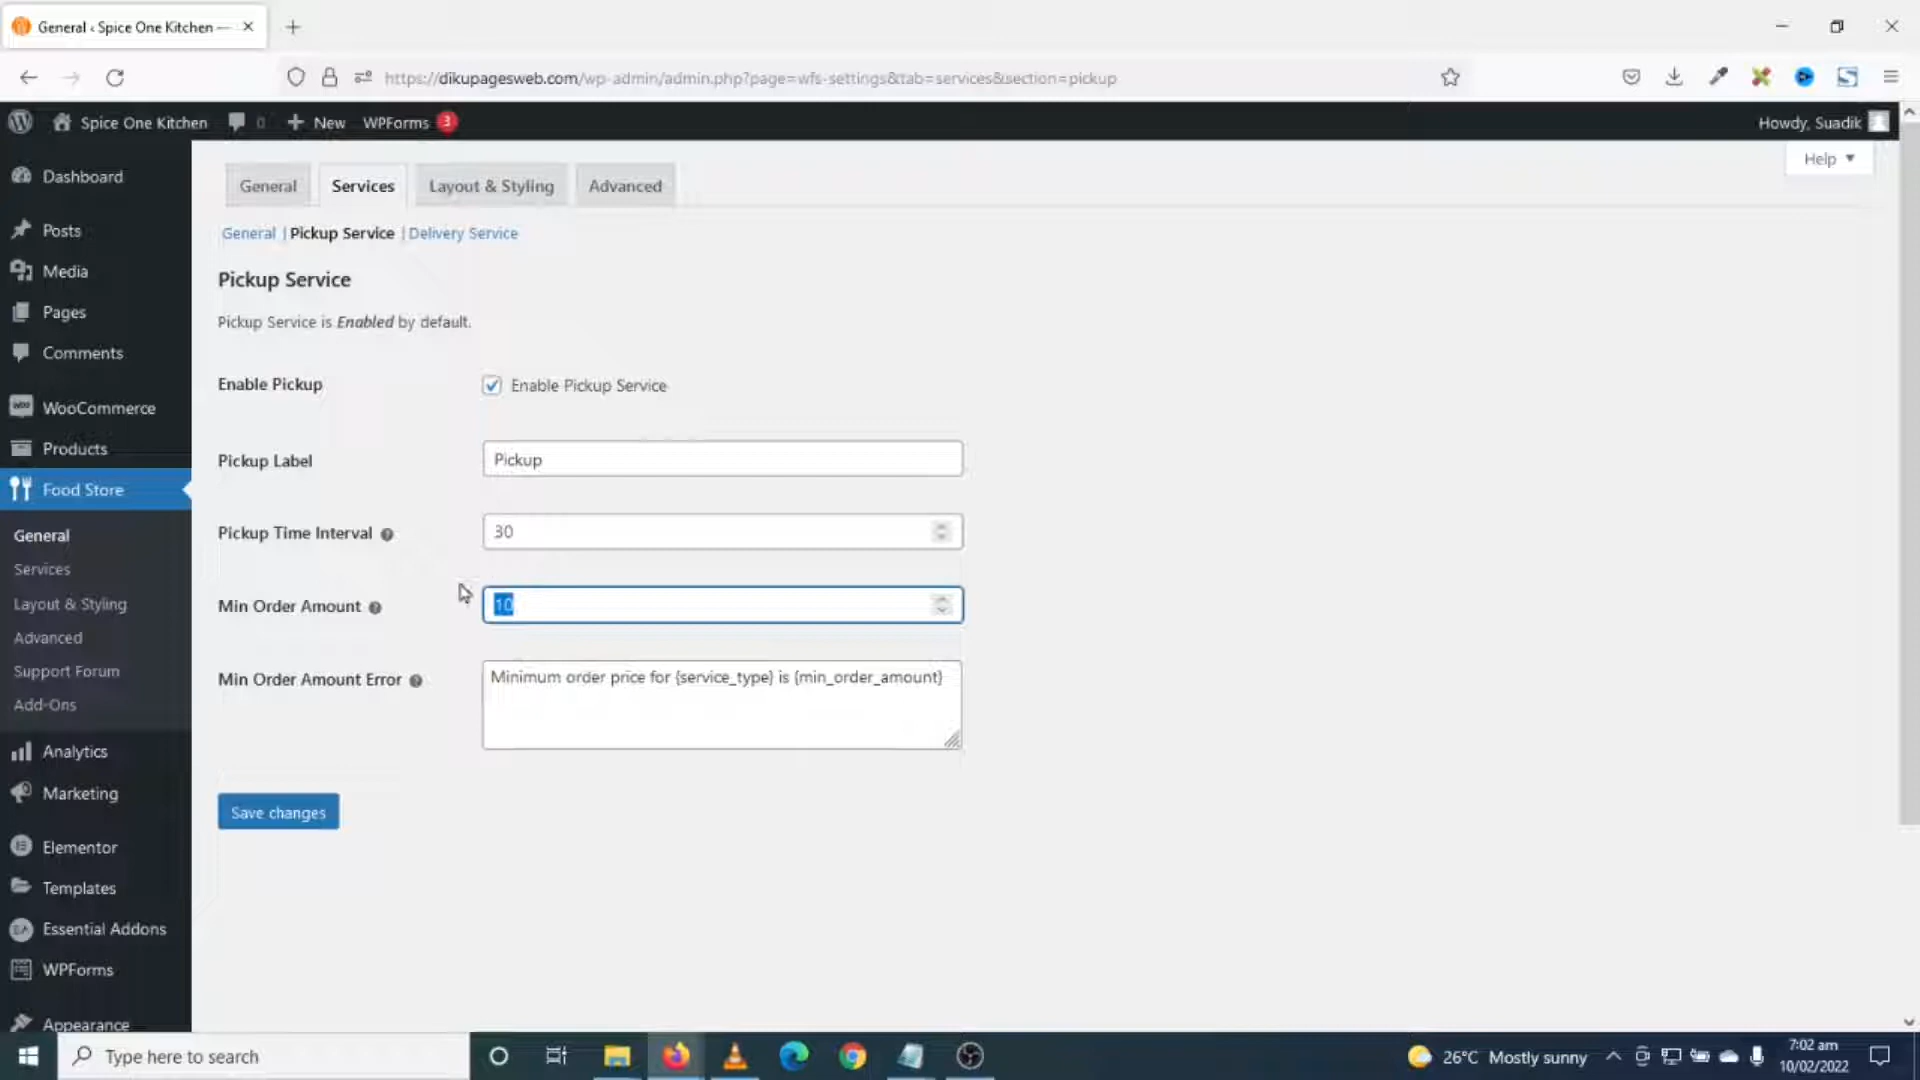 General ‹ Spice One Kitchen —
https://dikupagesweb.com/wp-admin/admin.php?page=wfs-settings&tab=services&section=pickup
Spice One Kitchen 0 New WPForms 3 Howdy, Suadik
Help
General Services Layout & Styling Advanced
General | Pickup Service | Delivery Service
Pickup Service
Pickup Service is Enabled by default.
Enable Pickup Enable Pickup Service
Pickup Label Pickup
Pickup Time Interval 30
Min Order Amount 10
Min Order Amount Error Minimum order price for {service_type} is {min_order_amount}
Save changes
Dashboard
Posts
Media
Pages
Comments
WooCommerce
Products
Food Store
General
Services
Layout & Styling
Advanced
Support Forum
Add-Ons
Analytics
Marketing
Elementor
Templates
Essential Addons
WPForms
Appearance
Type here to search
26°C Mostly sunny
7:02 am
10/02/2022